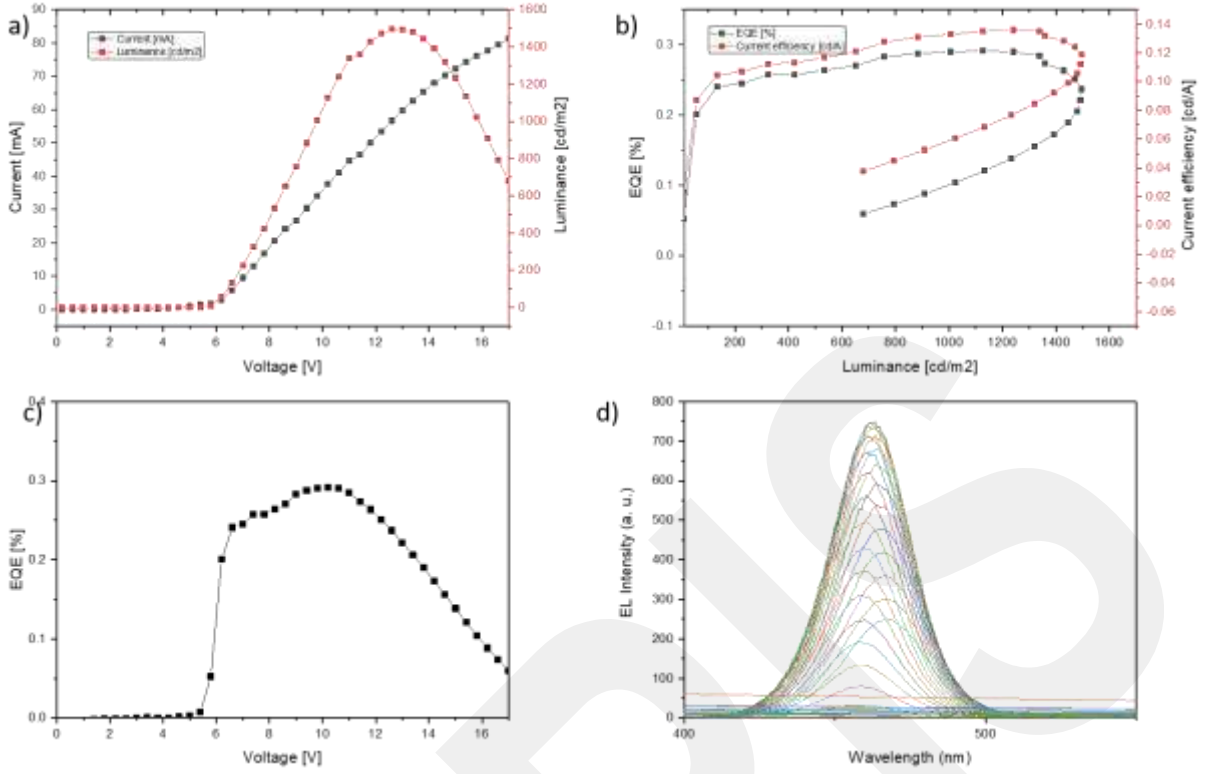 a)
Current [mA]
Luminance [cd/m2]
90
80
70
60
50
40
30
20
10
0
Current [mA]
1600
1400
1200
1000
800
600
400
200
0
Luminance [cd/m2]
0 2 4 6 8 10 12 14 16
Voltage [V]
b)
EQE [%]
Current efficiency [cd/A]
0.3
0.2
0.1
0.0
-0.1
EQE [%]
0.14
0.12
0.10
0.08
0.06
0.04
0.02
0.00
-0.02
-0.04
-0.06
Current efficiency [cd/A]
200 400 600 800 1000 1200 1400 1600
Luminance [cd/m2]
c)
0.4
0.3
0.2
0.1
0.0
EQE [%]
0 2 4 6 8 10 12 14 16
Voltage [V]
d)
800
700
600
500
400
300
200
100
0
EL Intensity (a. u.)
400 500
Wavelength (nm)